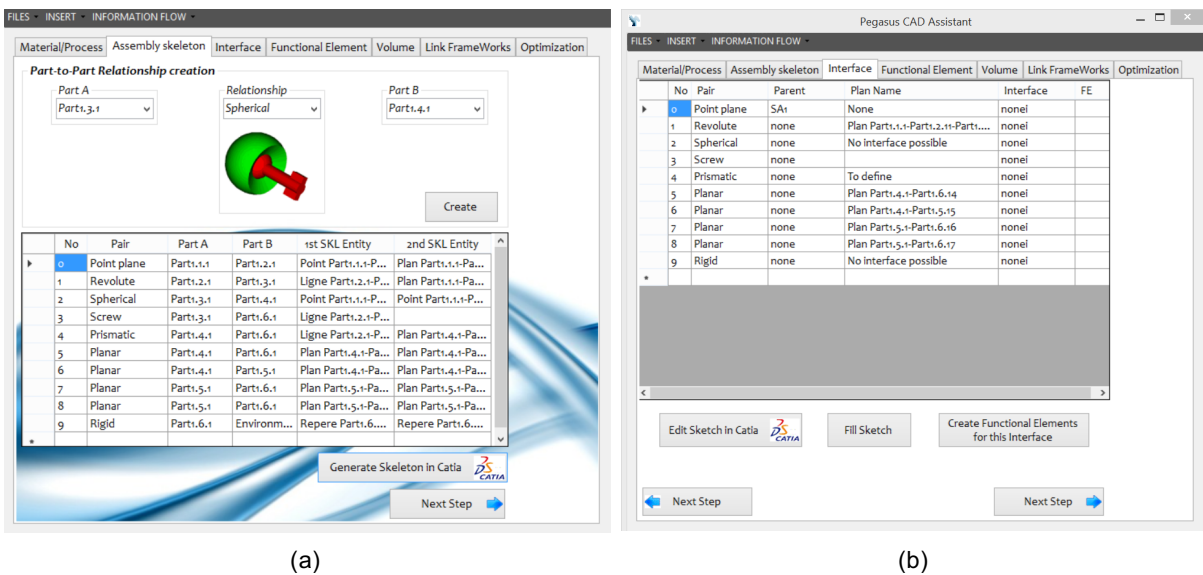 FILES INSERT INFORMATION FLOW
Material/Process Assembly skeleton Interface Functional Element Volume Link FrameWorks Optimization
Part-to-Part Relationship creation
Part A Relationship Part B
Part1.3.1 Spherical Part1.4.1
Create
No Pair Part A Part B 1st SKL Entity 2nd SKL Entity
0 Point plane Part1.1.1 Part1.2.1 Point Part1.1.1-P... Plan Part1.1.1-Pa...
1 Revolute Part1.2.1 Part1.3.1 Ligne Part1.2.1-P... Plan Part1.1.1-Pa...
2 Spherical Part1.3.1 Part1.4.1 Point Part1.1.1-P... Point Part1.1.1-P...
3 Screw Part1.3.1 Part1.6.1 Ligne Part1.2.1-P...
4 Prismatic Part1.4.1 Part1.6.1 Ligne Part1.2.1-P... Plan Part1.4.1-Pa...
5 Planar Part1.4.1 Part1.6.1 Plan Part1.4.1-Pa... Plan Part1.4.1-Pa...
6 Planar Part1.4.1 Part1.5.1 Plan Part1.4.1-Pa... Plan Part1.4.1-Pa...
7 Planar Part1.5.1 Part1.6.1 Plan Part1.5.1-Pa... Plan Part1.5.1-Pa...
8 Planar Part1.5.1 Part1.6.1 Plan Part1.5.1-Pa... Plan Part1.5.1-Pa...
9 Rigid Part1.6.1 Environm... Repere Part1.6.... Repere Part1.6....
Generate Skeleton in Catia CATIA
Next Step
(a)
Pegasus CAD Assistant
FILES INSERT INFORMATION FLOW
Material/Process Assembly skeleton Interface Functional Element Volume Link FrameWorks Optimization
No Pair Parent Plan Name Interface FE
0 Point plane SA1 None nonei
1 Revolute none Plan Part1.1.1-Part1.2.11-Part1.... nonei
2 Spherical none No interface possible nonei
3 Screw none nonei
4 Prismatic none To define nonei
5 Planar none Plan Part1.4.1-Part1.6.14 nonei
6 Planar none Plan Part1.4.1-Part1.5.15 nonei
7 Planar none Plan Part1.5.1-Part1.6.16 nonei
8 Planar none Plan Part1.5.1-Part1.6.17 nonei
9 Rigid none No interface possible nonei
Edit Sketch in Catia CATIA Fill Sketch Create Functional Elements
for this Interface
Next Step Next Step
(b)